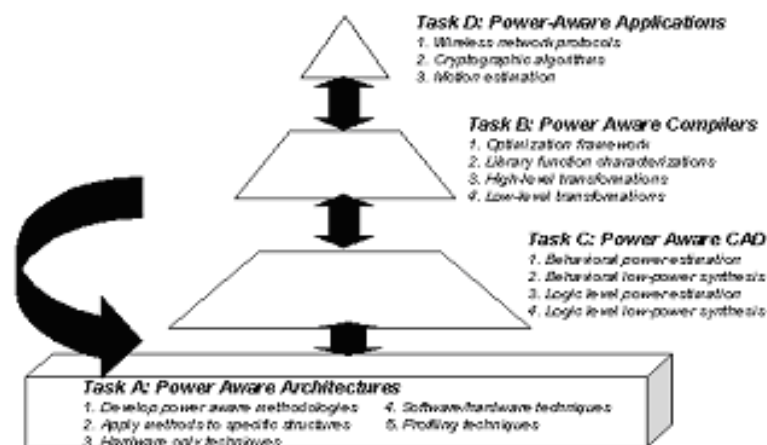 Task D: Power-Aware Applications
1. Wireless network protocols
2. Cryptographic algorithms
3. Motion estimation
Task B: Power Aware Compilers
1. Optimization framework
2. Library function characterizations
3. High-level transformations
4. Low-level transformations
Task C: Power Aware CAD
1. Behavioral power estimation
2. Behavioral low-power synthesis
3. Logic level power estimation
4. Logic level low-power synthesis
Task A: Power Aware Architectures
1. Develop power aware methodologies 4. Software/hardware techniques
2. Apply methods to specific structures 5. Profiling techniques
3. Hardware only techniques